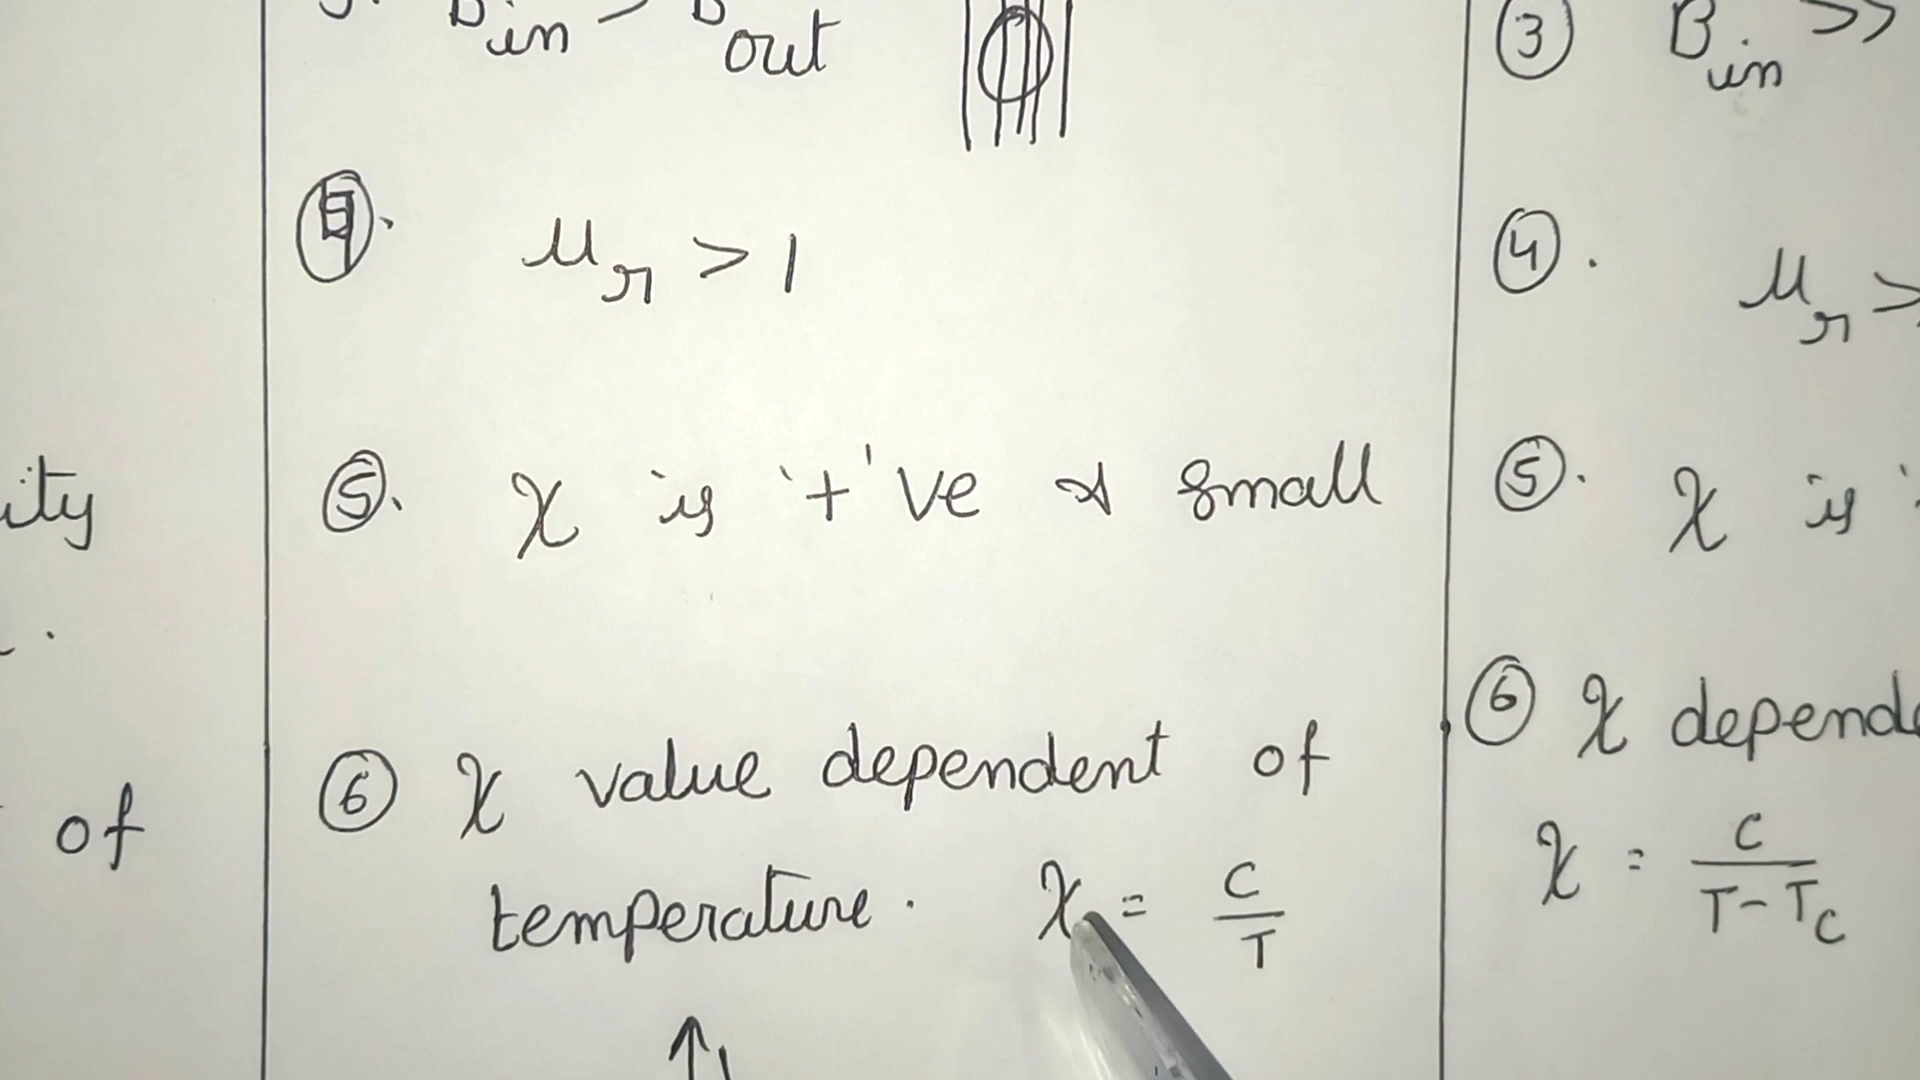 B in > B out
④. μr > 1
⑤. χ is '+'ve & small
⑥ χ value dependent of
temperature. χ = C/T
ity
of
③ B in >>
④. μr >
⑤. χ is
⑥ χ depende
χ = C/(T - Tc)